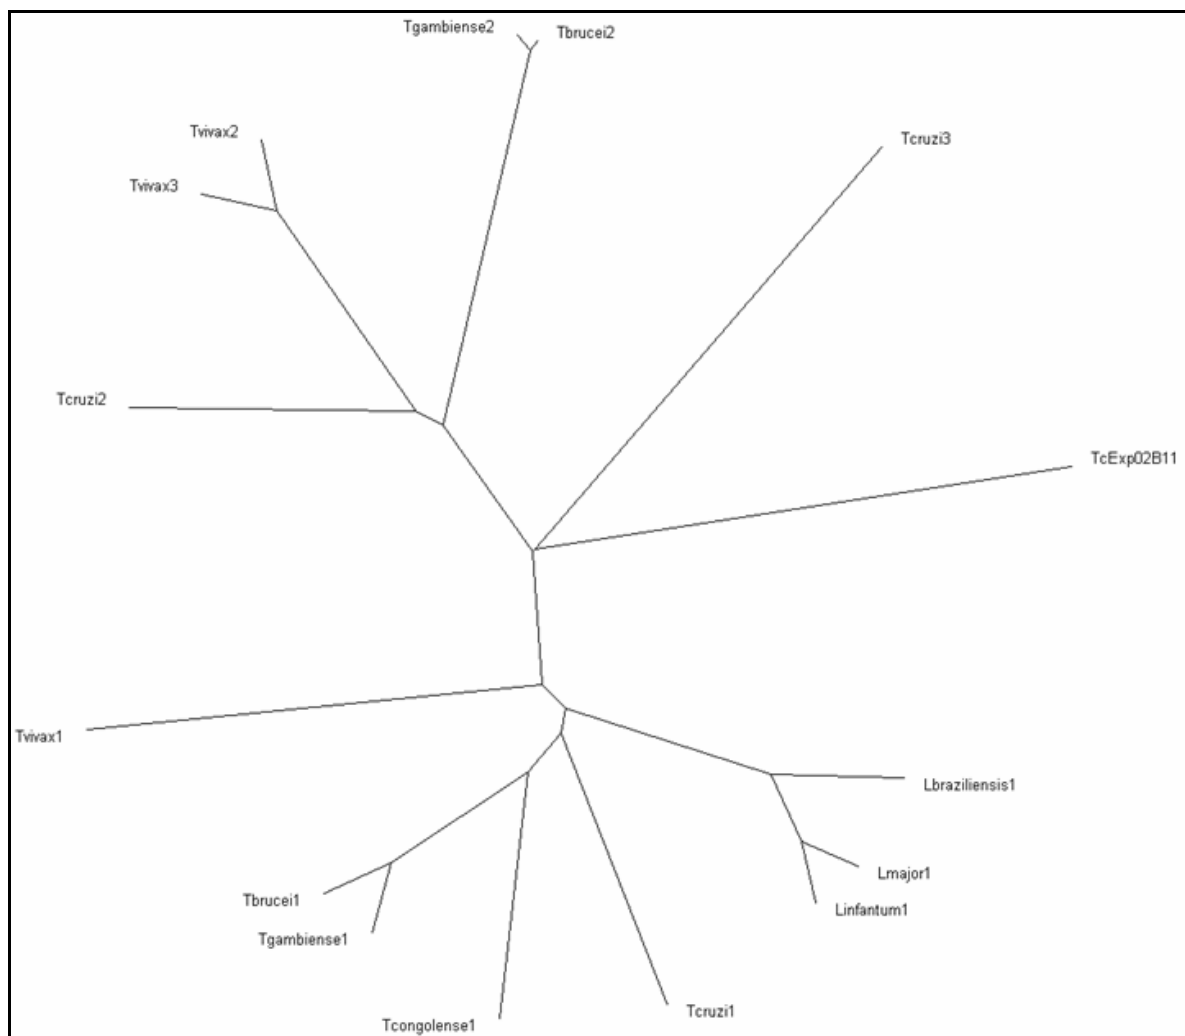 Tgambiense2
Tbrucei2
Tvivax2
Tcruzi3
Tvivax3
Tcruzi2
TcExp02B11
Tvivax1
Lbraziliensis1
Lmajor1
Tbrucei1
Linfantum1
Tgambiense1
Tcruzi1
Tcongolense1